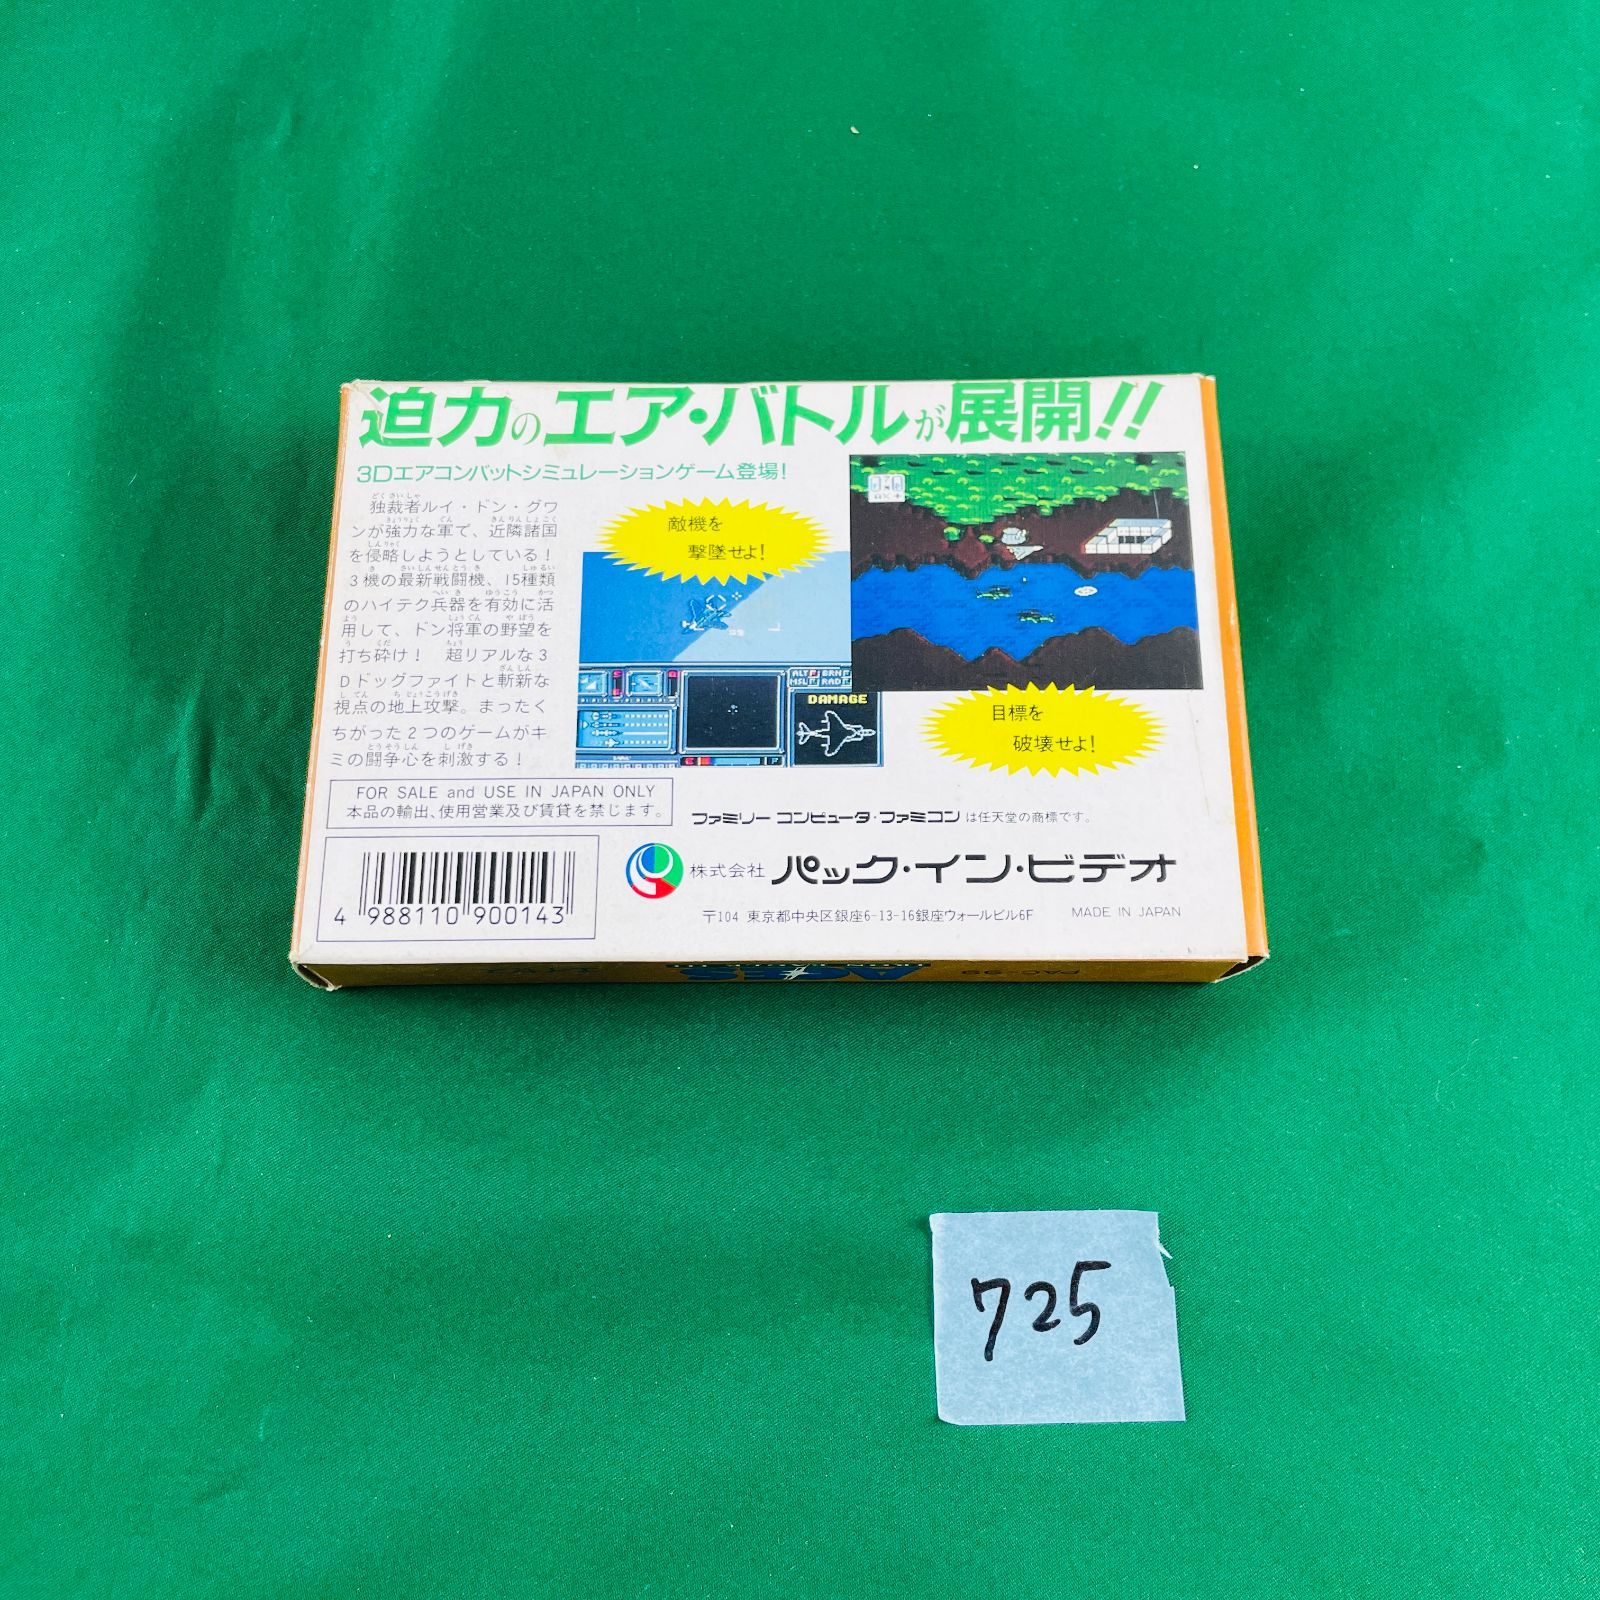 迫力のエア・バトルが展開!!
3Dエアコンバットシミュレーションゲーム登場!
独裁者ルイ・ドン・グワ
ンが強力な軍で、近隣諸国
を侵略しようとしている!
3機の最新戦闘機、15種類
のハイテク兵器を有効に活
用して、ドン将軍の野望を
打ち砕け! 超リアルな3
Dドッグファイトと斬新な
視点の地上攻撃。まったく
ちがった2つのゲームがキ
ミの闘争心を刺激する!
敵機を
撃墜せよ!
ALT BRN
MSL RAD
DAMAGE
目標を
破壊せよ!
FOR SALE and USE IN JAPAN ONLY
本品の輸出、使用営業及び賃貸を禁じます。
ファミリーコンピュータ・ファミコンは任天堂の商標です。
株式会社 パック・イン・ビデオ
〒104 東京都中央区銀座6-13-16銀座ウォールビル6F MADE IN JAPAN
4 988110 900143
725